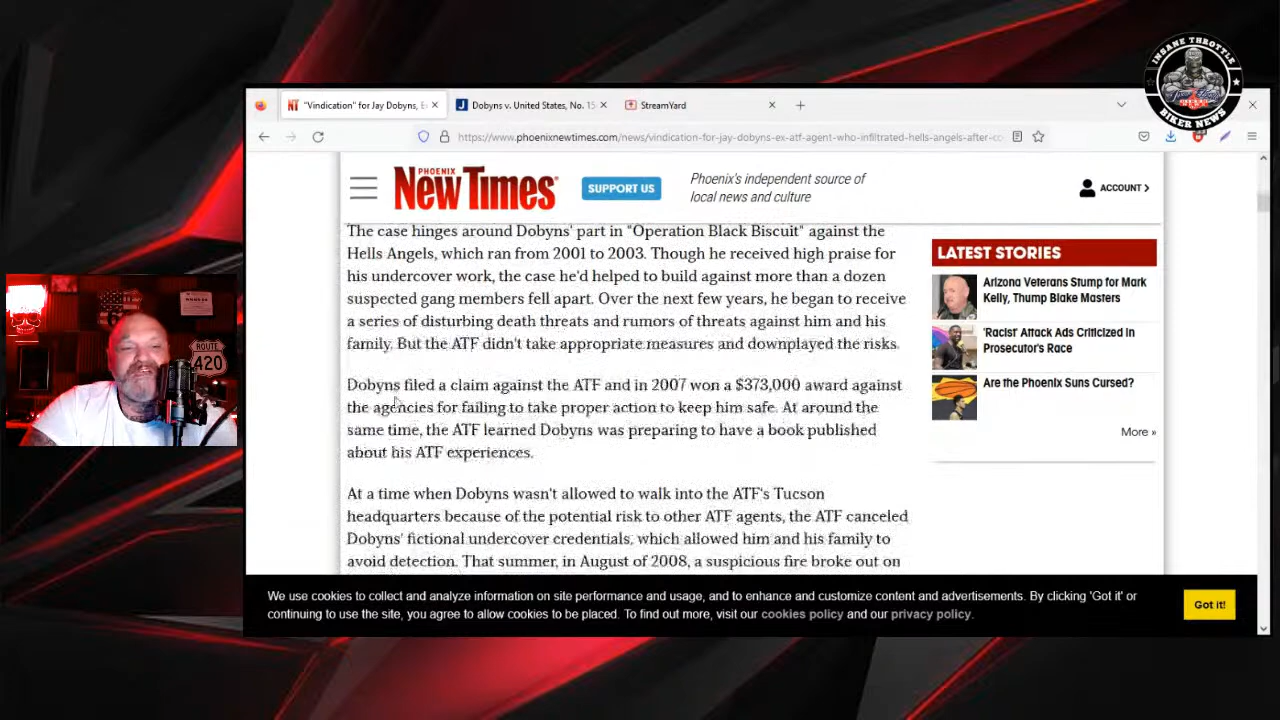 INSANE THROTTLE
BIKER NEWS
"Vindication" for Jay Dobyns, E
Dobyns v. United States, No. 15-
StreamYard
https://www.phoenixnewtimes.com/news/vindication-for-jay-dobyns-ex-atf-agent-who-infiltrated-hells-angels-after-co
PHOENIX
New Times
SUPPORT US
Phoenix's independent source of
local news and culture
ACCOUNT
The case hinges around Dobyns' part in "Operation Black Biscuit" against the
Hells Angels, which ran from 2001 to 2003. Though he received high praise for
his undercover work, the case he'd helped to build against more than a dozen
suspected gang members fell apart. Over the next few years, he began to receive
a series of disturbing death threats and rumors of threats against him and his
family. But the ATF didn't take appropriate measures and downplayed the risks.
Dobyns filed a claim against the ATF and in 2007 won a $373,000 award against
the agencies for failing to take proper action to keep him safe. At around the
same time, the ATF learned Dobyns was preparing to have a book published
about his ATF experiences.
At a time when Dobyns wasn't allowed to walk into the ATF's Tucson
headquarters because of the potential risk to other ATF agents, the ATF canceled
Dobyns' fictional undercover credentials, which allowed him and his family to
avoid detection. That summer, in August of 2008, a suspicious fire broke out on
LATEST STORIES
Arizona Veterans Stump for Mark
Kelly, Thump Blake Masters
'Racist' Attack Ads Criticized in
Prosecutor's Race
Are the Phoenix Suns Cursed?
More »
ROUTE
420
We use cookies to collect and analyze information on site performance and usage, and to enhance and customize content and advertisements. By clicking 'Got it' or
continuing to use the site, you agree to allow cookies to be placed. To find out more, visit our cookies policy and our privacy policy.
Got it!